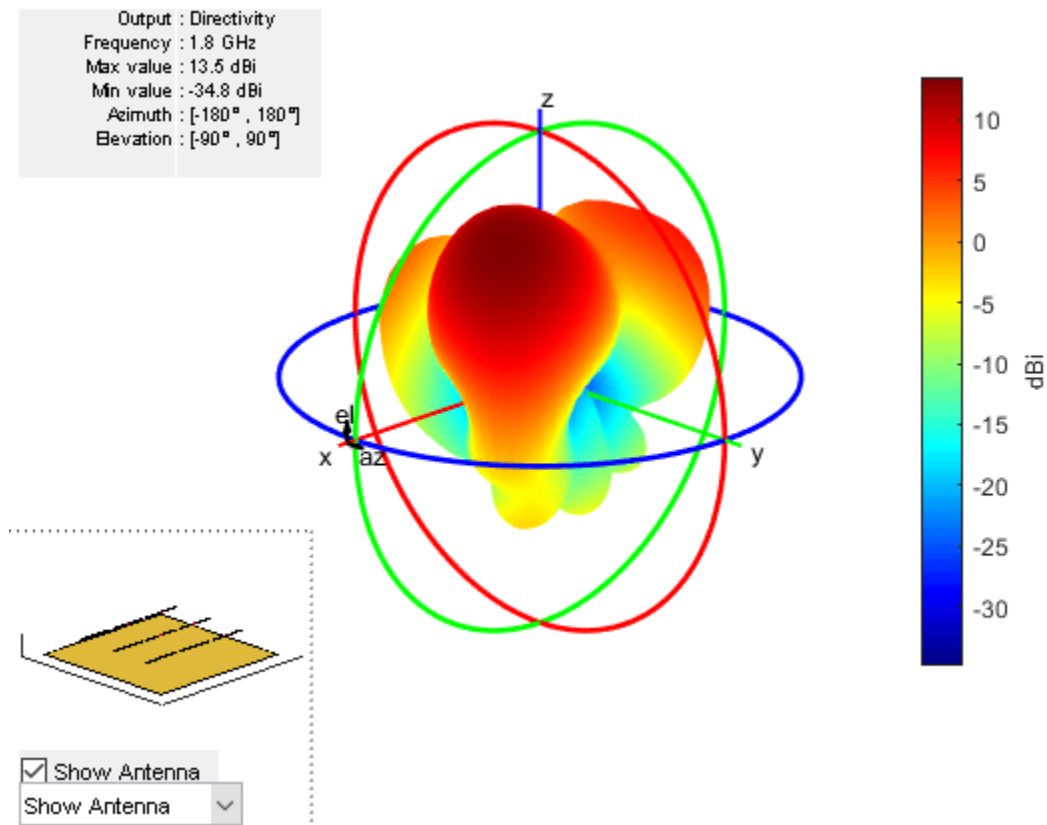 Output : Directivity
Frequency : 1.8 GHz
Max value : 13.5 dBi
Min value : -34.8 dBi
Azimuth : [-180° , 180°]
Elevation : [-90° , 90°]
z
10
5
0
-5
-10
-15
-20
-25
-30
dBi
el
x
az
y
Show Antenna
Show Antenna